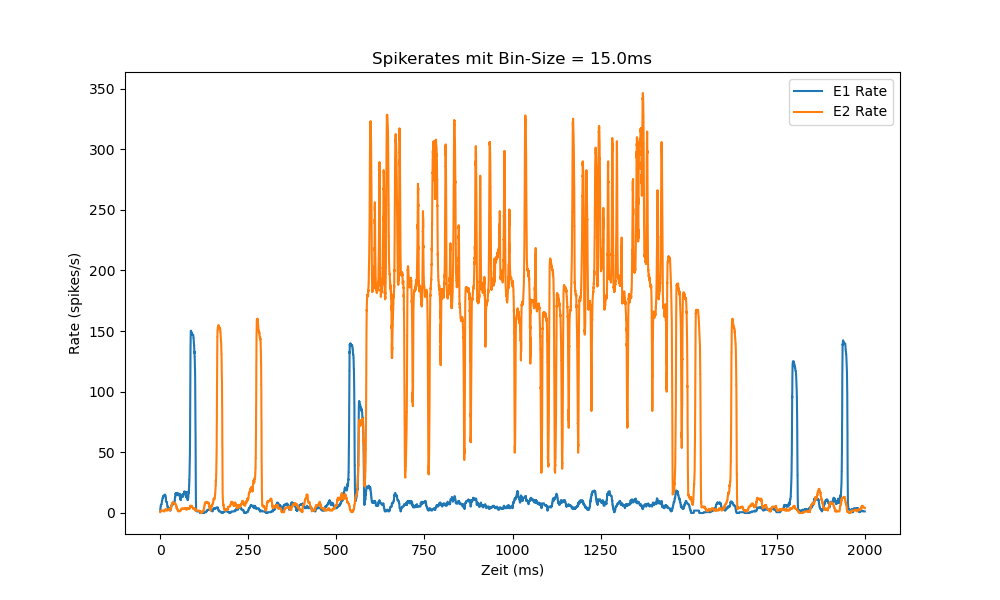 Spikerates mit Bin-Size = 15.0ms
E1 Rate
E2 Rate
Rate (spikes/s)
350
300
250
200
150
100
50
0
0 250 500 750 1000 1250 1500 1750 2000
Zeit (ms)